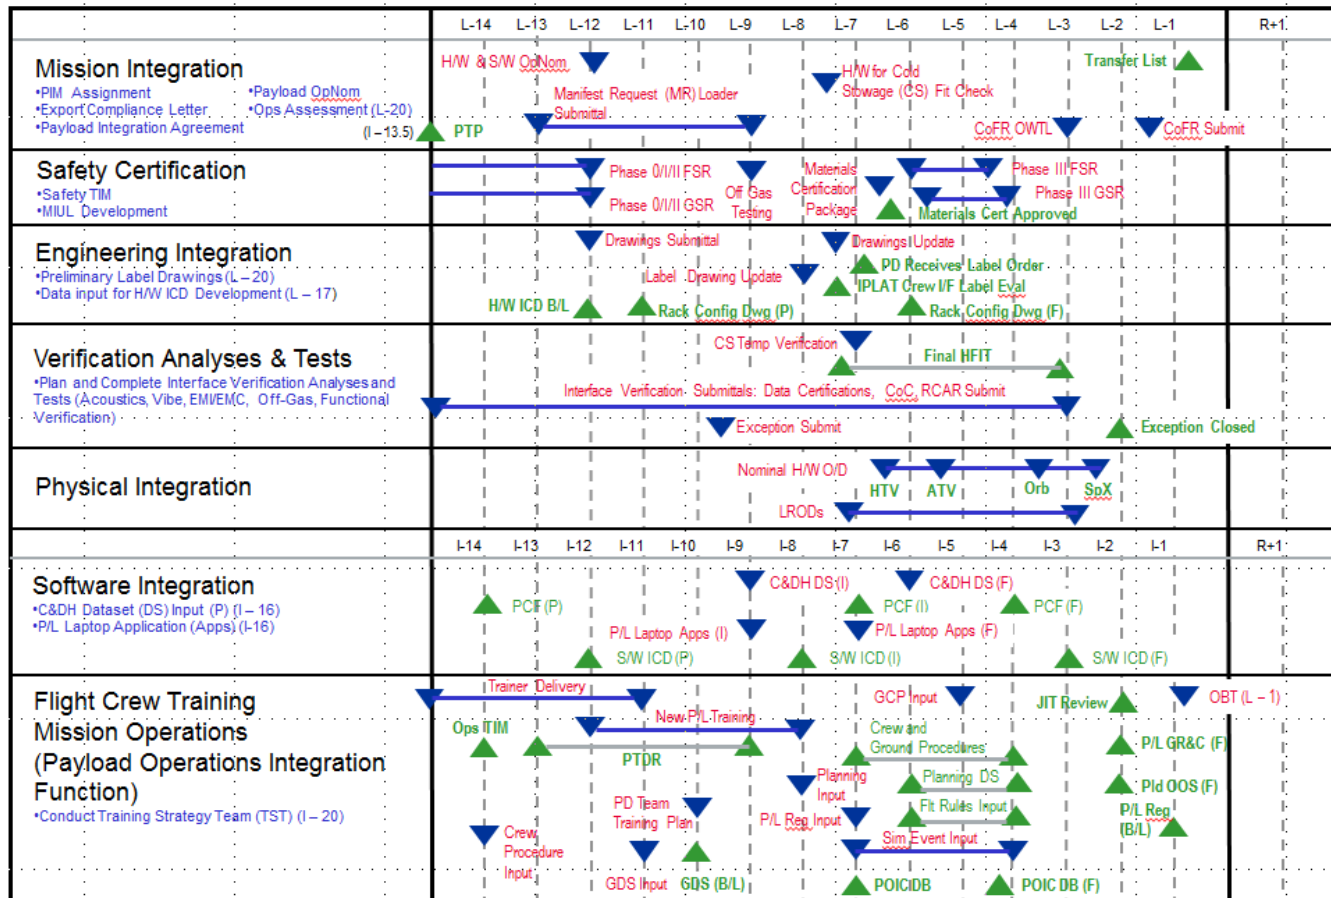 L-14 L-13 L-12 L-11 L-10 L-9 L-8 L-7 L-6 L-5 L-4 L-3 L-2 L-1 R+1
Mission Integration
•PIM Assignment
•Payload OpNom
•Export Compliance Letter
•Ops Assessment (L-20)
•Payload Integration Agreement
(I –13.5)
PTP
H/W & S/W OpNom
Manifest Request (MR) Loader
Submittal
H/W for Cold
Stowage (CS) Fit Check
Transfer List
CoFR OWTL
CoFR Submit
Safety Certification
•Safety TIM
•MIUL Development
Phase 0/I/II FSR
Phase 0/I/II GSR
Off Gas
Testing
Materials
Certification
Package
Phase III FSR
Phase III GSR
Materials Cert Approved
Engineering Integration
•Preliminary Label Drawings (L – 20)
•Data input for H/W ICD Development (L – 17)
Drawings Submittal
Drawings Update
PD Receives Label Order
Label Drawing Update
IPLAT Crew I/F Label Eval
H/W ICD B/L
Rack Config Dwg (P)
Rack Config Dwg (F)
Verification Analyses & Tests
•Plan and Complete Interface Verification Analyses and
Tests (Acoustics, Vibe, EMI/EMC, Off-Gas, Functional
Verification)
CS Temp Verification
Final HFIT
Interface Verification Submittals: Data Certifications, CoC, RCAR Submit
Exception Submit
Exception Closed
Physical Integration
Nominal H/W O/D
HTV
ATV
Orb
SpX
LRODs
I-14 I-13 I-12 I-11 I-10 I-9 I-8 I-7 I-6 I-5 I-4 I-3 I-2 I-1 R+1
Software Integration
•C&DH Dataset (DS) Input (P) (I – 16)
•P/L Laptop Application (Apps) (I-16)
C&DH DS (I)
C&DH DS (F)
PCF (P)
PCF (I)
PCF (F)
P/L Laptop Apps (I)
P/L Laptop Apps (F)
S/W ICD (P)
S/W ICD (I)
S/W ICD (F)
Flight Crew Training
Mission Operations
(Payload Operations Integration
Function)
•Conduct Training Strategy Team (TST) (I – 20)
Trainer Delivery
GCP Input
JIT Review
OBT (L – 1)
New P/L Training
Ops TIM
PTDR
Crew and
Ground Procedures
P/L GR&C (F)
Planning
Input
Planning DS
Pld OOS (F)
PD Team
Training Plan
P/L Reg Input
Flt Rules Input
P/L Reg
(B/L)
Crew
Procedure
Input
Sim Event Input
GDS Input
GDS (B/L)
POIC DB
POIC DB (F)